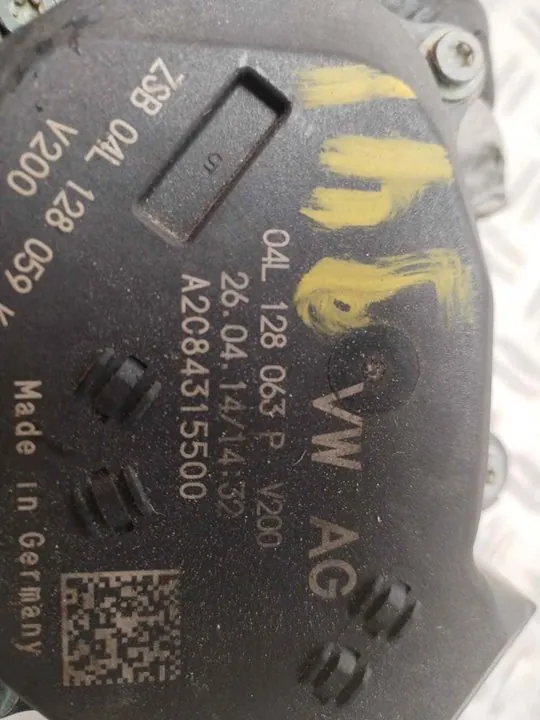 VW AG
04L 128 063 P V200
26.04.14/14:32
A2C84315500
ZSB 04L 128 059 K
V200
Made in Germany